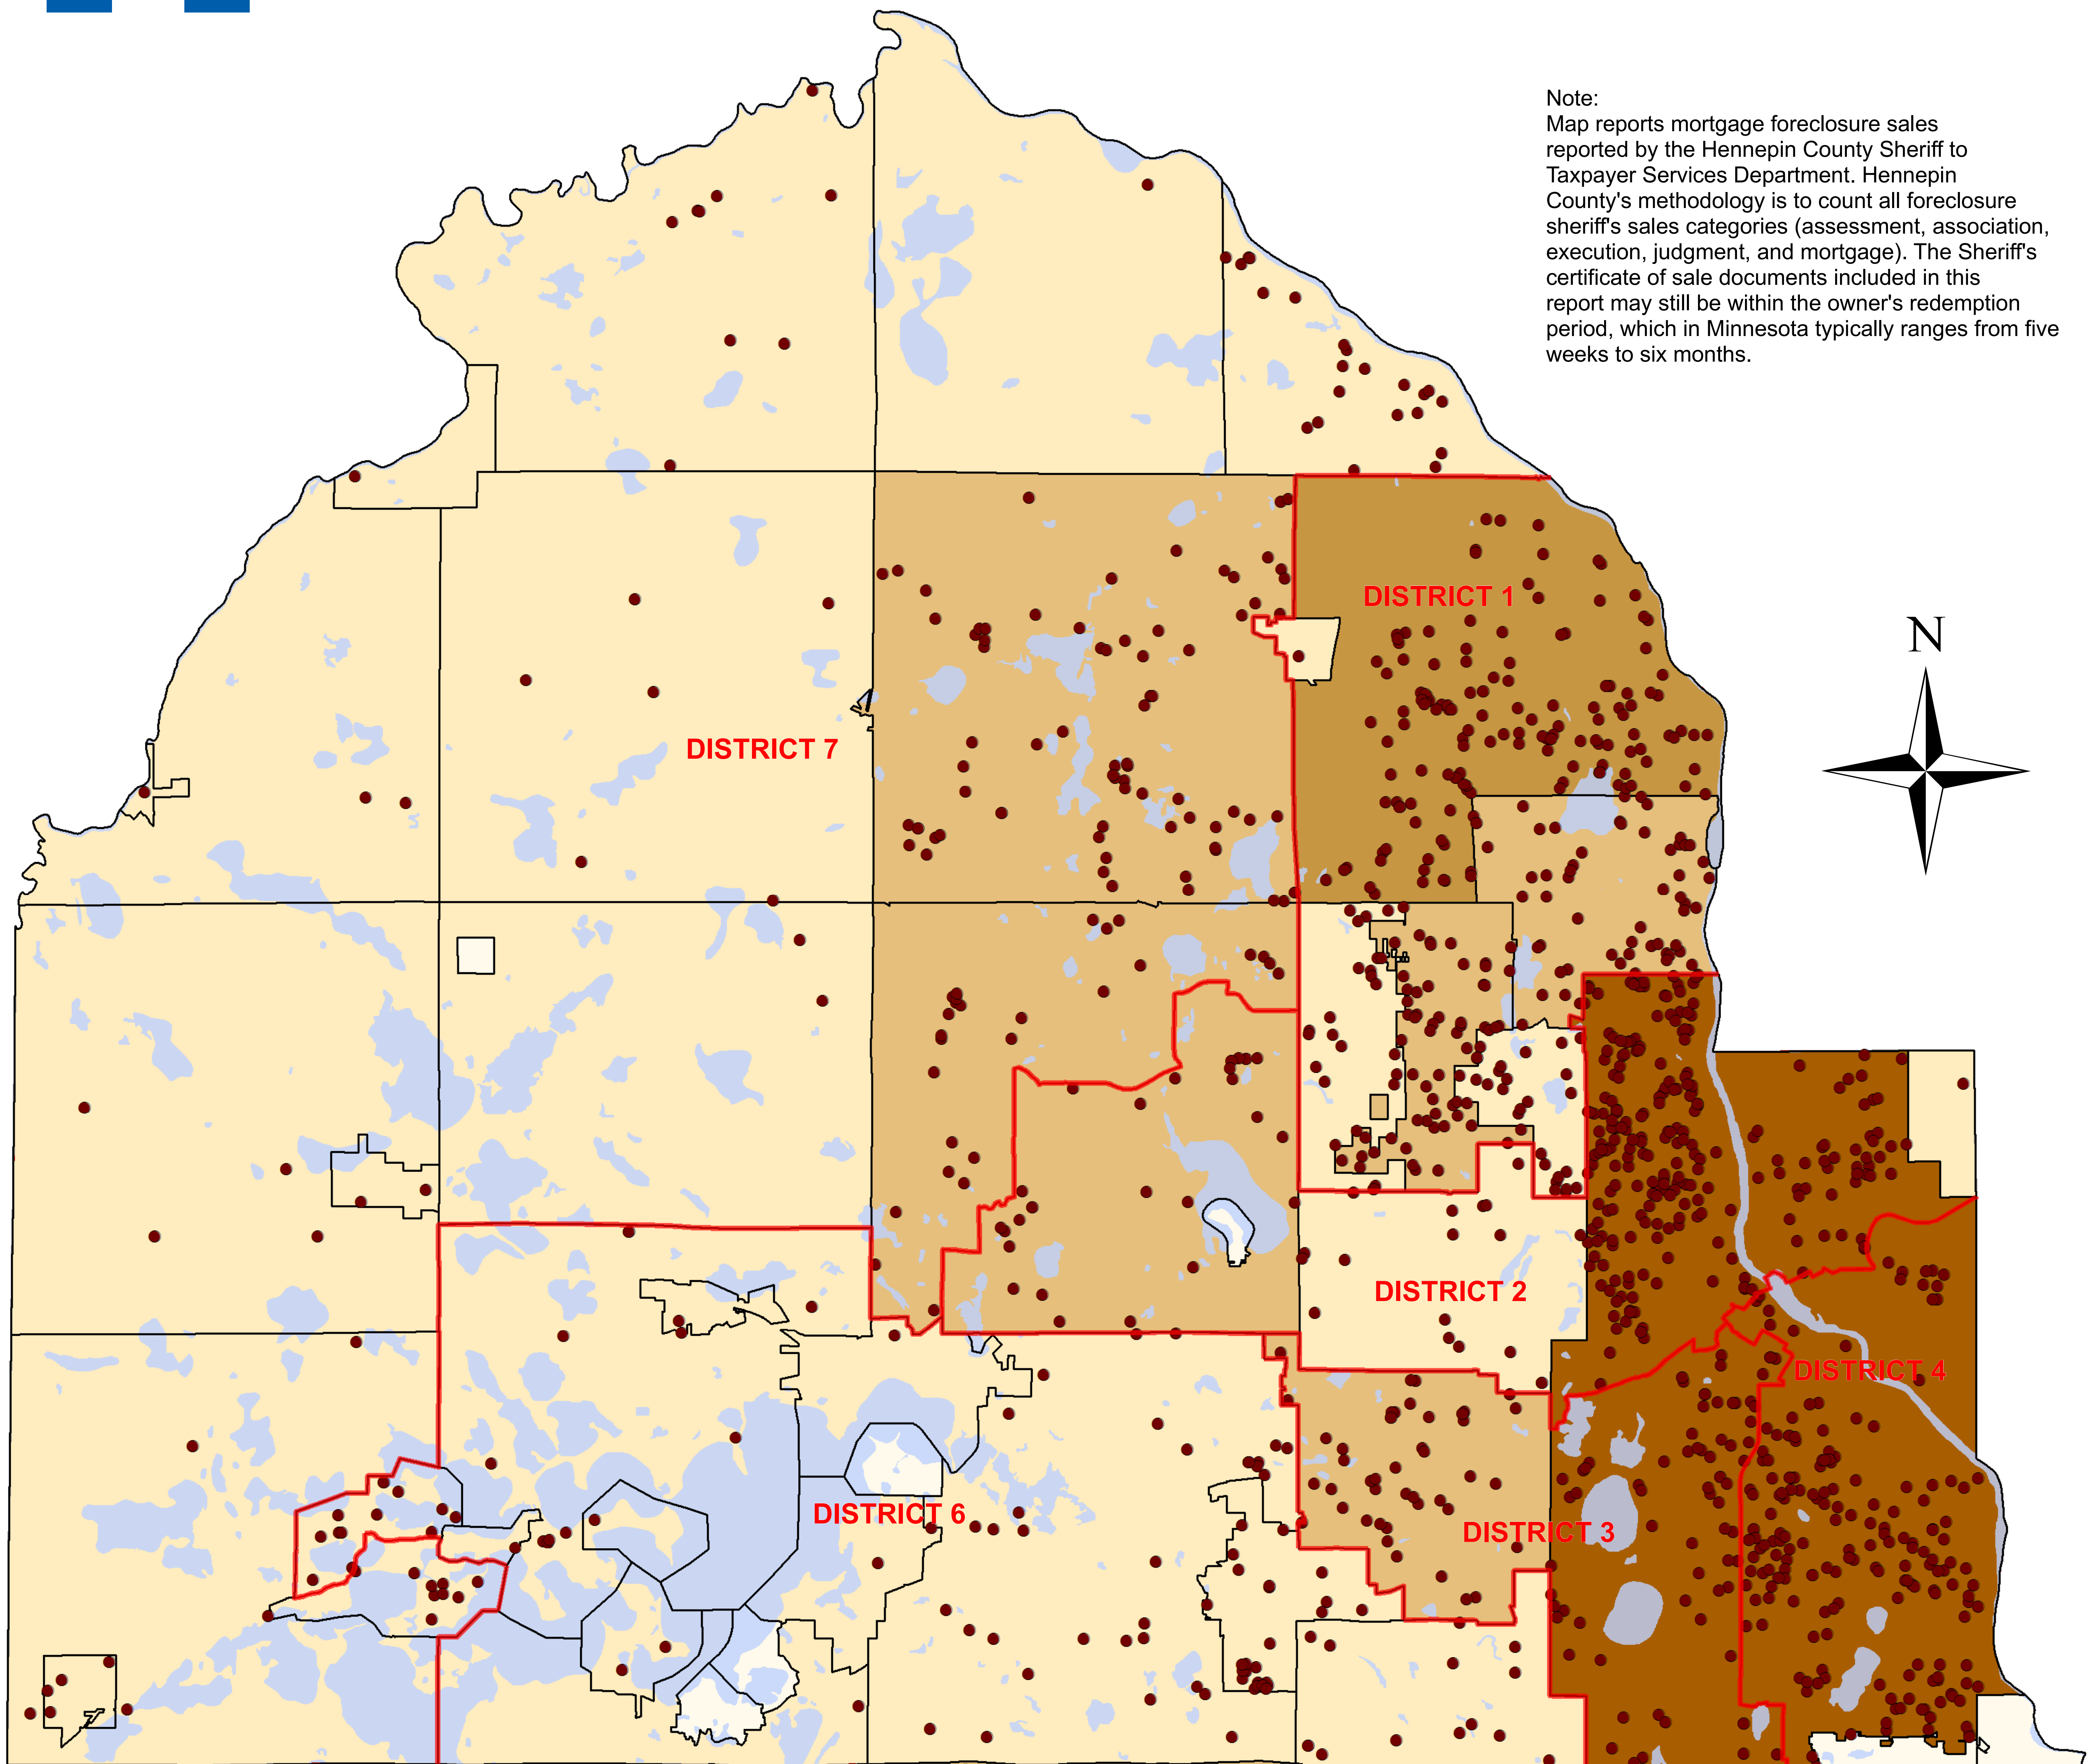 Note:
Map reports mortgage foreclosure sales
reported by the Hennepin County Sheriff to
Taxpayer Services Department. Hennepin
County's methodology is to count all foreclosure
sheriff's sales categories (assessment, association,
execution, judgment, and mortgage). The Sheriff's
certificate of sale documents included in this
report may still be within the owner's redemption
period, which in Minnesota typically ranges from five
weeks to six months.
DISTRICT 1
N
DISTRICT 7
DISTRICT 2
DISTRICT 4
DISTRICT 6
DISTRICT 3